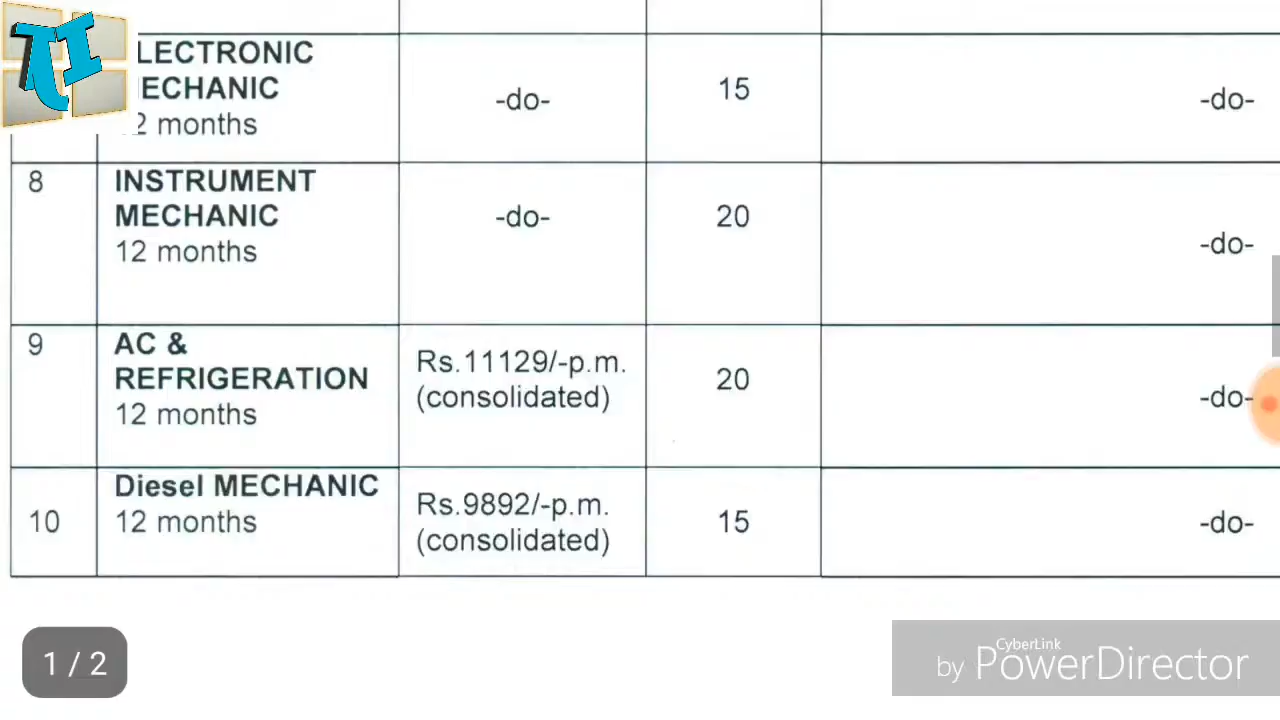 LECTRONIC
ECHANIC
2 months
-do-
15
-do-
8
INSTRUMENT
MECHANIC
12 months
-do-
20
-do-
9
AC &
REFRIGERATION
12 months
Rs.11129/-p.m.
(consolidated)
20
-do-
10
Diesel MECHANIC
12 months
Rs.9892/-p.m.
(consolidated)
15
-do-
1 / 2
CyberLink
by PowerDirector